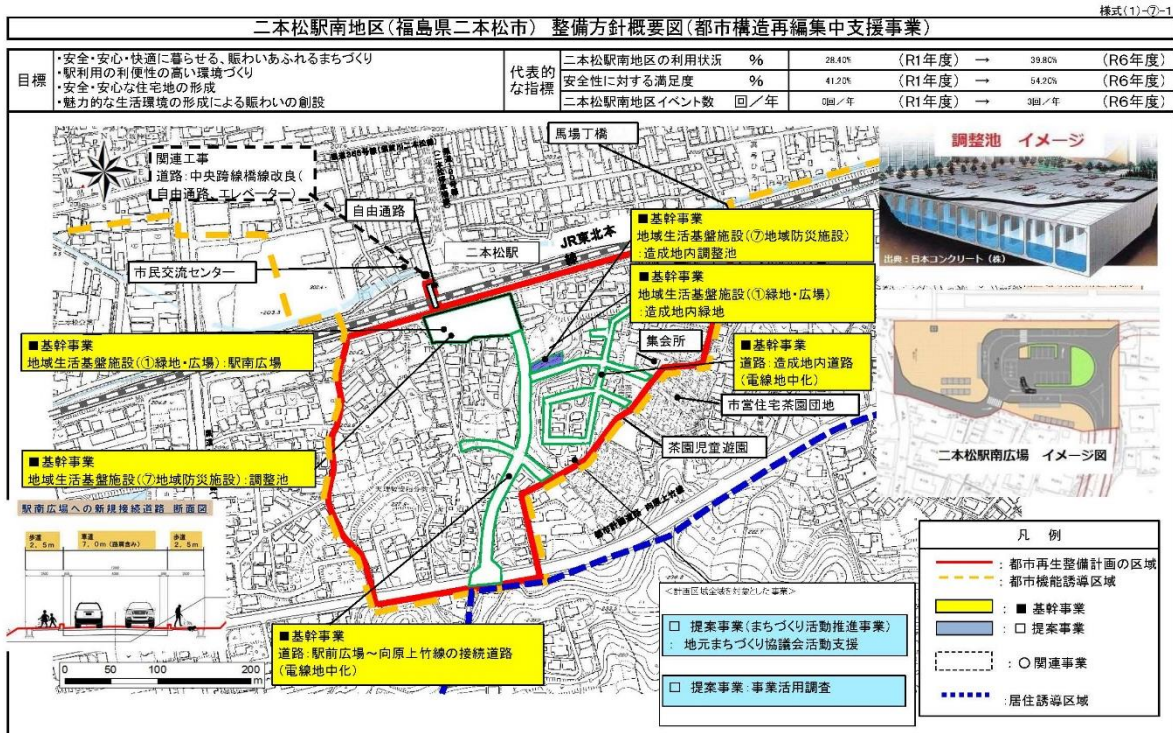 様式(1)-⑦-1
二本松駅南地区(福島県二本松市) 整備方針概要図(都市構造再編集中支援事業)
目標
・安全・安心・快適に暮らせる、賑わいあふれるまちづくり
・駅利用の利便性の高い環境づくり
・安全・安心な住宅地の形成
・魅力的な生活環境の形成による賑わいの創設
代表的
な指標
二本松駅南地区の利用状況 % 28.40% (R1年度) → 39.80% (R6年度)
安全性に対する満足度 % 41.20% (R1年度) → 54.20% (R6年度)
二本松駅南地区イベント数 回/年 0回/年 (R1年度) → 3回/年 (R6年度)
馬場丁橋
関連工事
道路:中央跨線橋線改良(
自由通路、エレベーター)
自由通路
二本松駅
JR東北本
線
市民交流センター
■基幹事業
地域生活基盤施設(⑦地域防災施設)
:造成地内調整池
■基幹事業
地域生活基盤施設(①緑地・広場)
:造成地内緑地
調整池 イメージ
出典:日本コンクリート(株)
■基幹事業
地域生活基盤施設(①緑地・広場):駅南広場
集会所
■基幹事業
道路:造成地内道路
(電線地中化)
市営住宅茶園団地
茶園児童遊園
二本松駅南広場 イメージ図
■基幹事業
地域生活基盤施設(⑦地域防災施設):調整池
都市計画道路 向原上竹線
駅南広場への新規接続道路 断面図
歩道
2.5m
車道
7.0m(路肩含み)
歩道
2.5m
■基幹事業
道路:駅前広場~向原上竹線の接続道路
(電線地中化)
0 50 100 200
m
<計画区域全域を対象とした事業>
□ 提案事業(まちづくり活動推進事業)
: 地元まちづくり協議会活動支援
□ 提案事業:事業活用調査
凡 例
:都市再生整備計画の区域
:都市機能誘導区域
:■ 基幹事業
:□ 提案事業
:○関連事業
:居住誘導区域